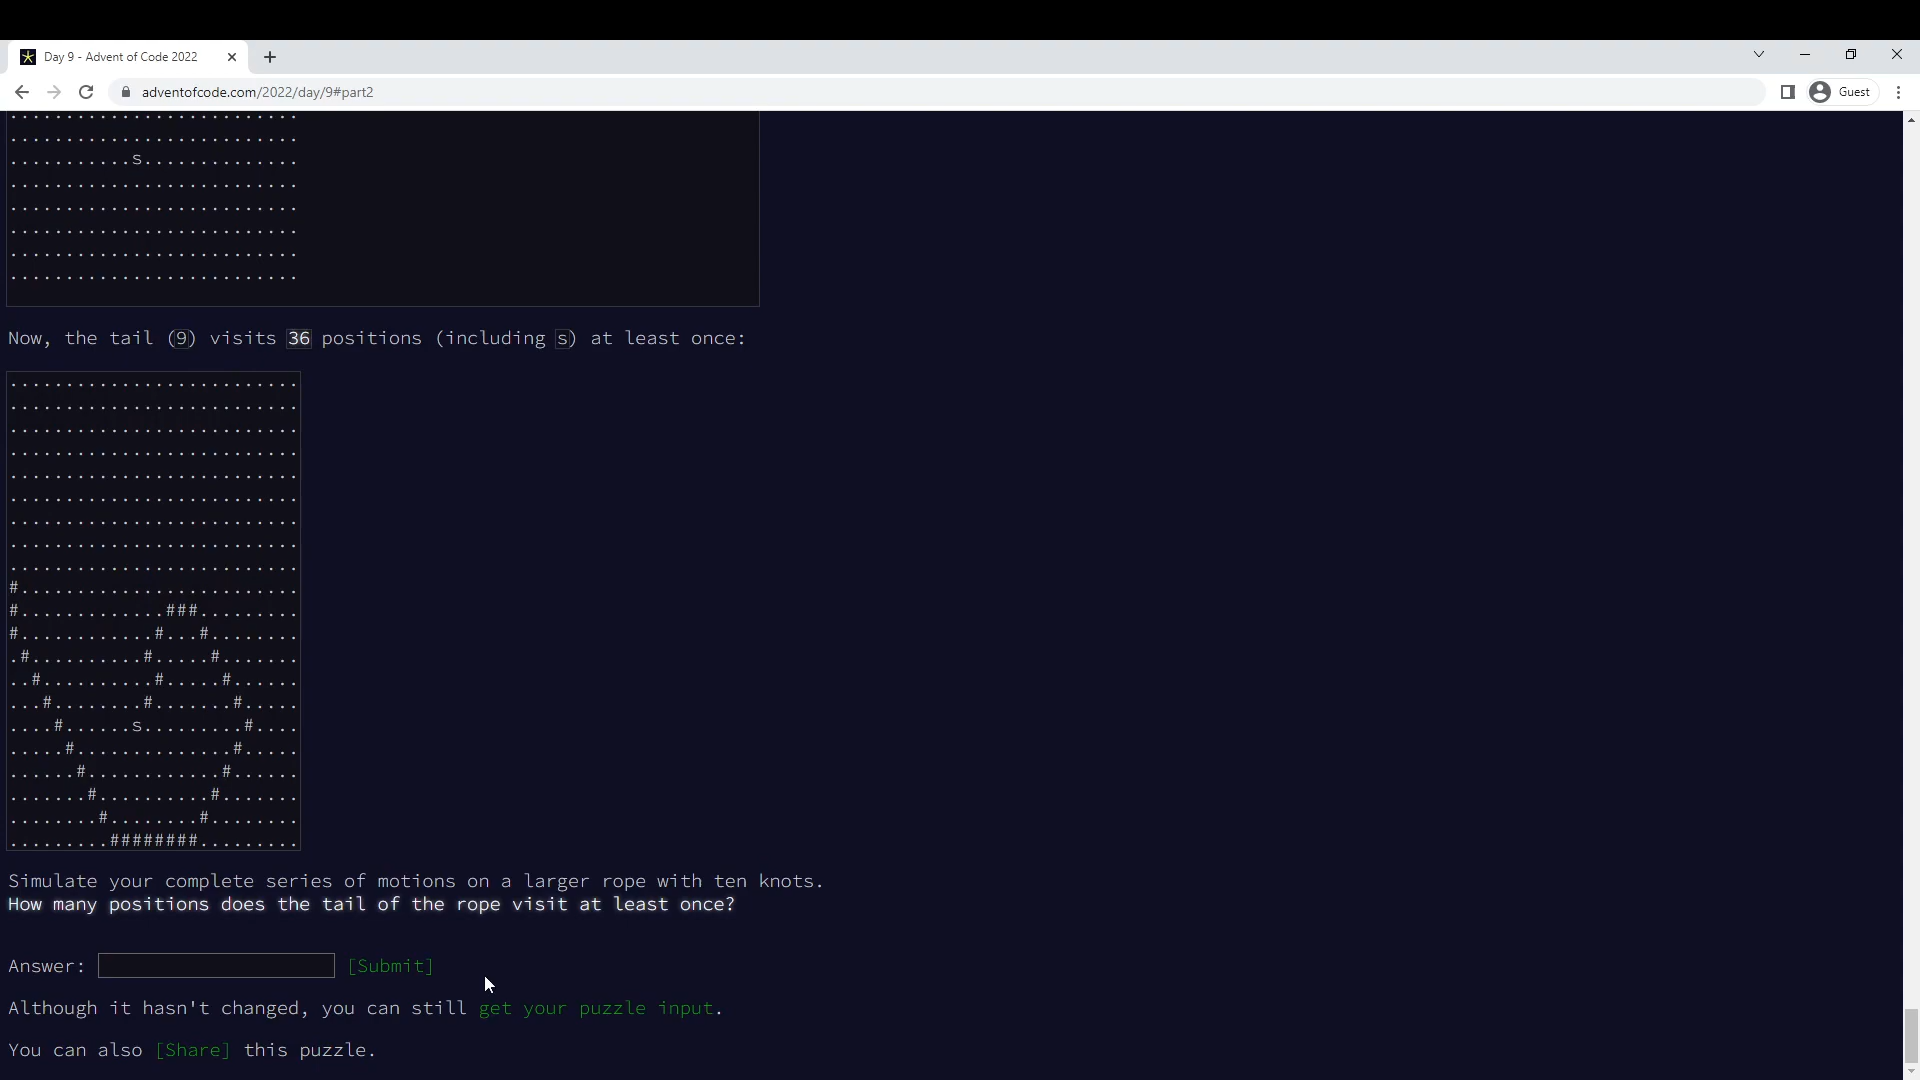 Day 9 - Advent of Code 2022
adventofcode.com/2022/day/9#part2
Guest
..........................
..........................
...........s..............
..........................
..........................
..........................
..........................
..........................
Now, the tail (9) visits 36 positions (including s) at least once:
..........................
..........................
..........................
..........................
..........................
..........................
..........................
..........................
..........................
#.........................
#.............###.........
#............#...#........
.#..........#.....#.......
..#..........#.....#......
...#........#.......#.....
....#......s.........#....
.....#..............#.....
......#............#......
.......#..........#.......
........#........#........
.........########.........
Simulate your complete series of motions on a larger rope with ten knots.
How many positions does the tail of the rope visit at least once?
Answer: [Submit]
Although it hasn't changed, you can still get your puzzle input.
You can also [Share] this puzzle.